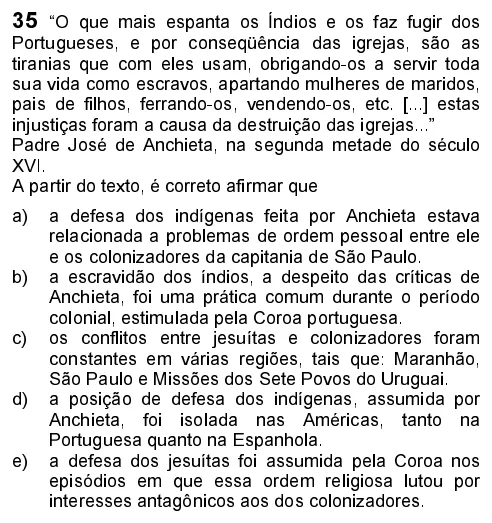 35 “O que mais espanta os Índios e os faz fugir dos
Portugueses, e por conseqüência das igrejas, são as
tiranias que com eles usam, obrigando-os a servir toda
sua vida como escravos, apartando mulheres de maridos,
pais de filhos, ferrando-os, vendendo-os, etc. [...] estas
injustiças foram a causa da destruição das igrejas...”
Padre José de Anchieta, na segunda metade do século
XVI.
A partir do texto, é correto afirmar que
a) a defesa dos indígenas feita por Anchieta estava
relacionada a problemas de ordem pessoal entre ele
e os colonizadores da capitania de São Paulo.
b) a escravidão dos índios, a despeito das críticas de
Anchieta, foi uma prática comum durante o período
colonial, estimulada pela Coroa portuguesa.
c) os conflitos entre jesuítas e colonizadores foram
constantes em várias regiões, tais que: Maranhão,
São Paulo e Missões dos Sete Povos do Uruguai.
d) a posição de defesa dos indígenas, assumida por
Anchieta, foi isolada nas Américas, tanto na
Portuguesa quanto na Espanhola.
e) a defesa dos jesuítas foi assumida pela Coroa nos
episódios em que essa ordem religiosa lutou por
interesses antagônicos aos dos colonizadores.